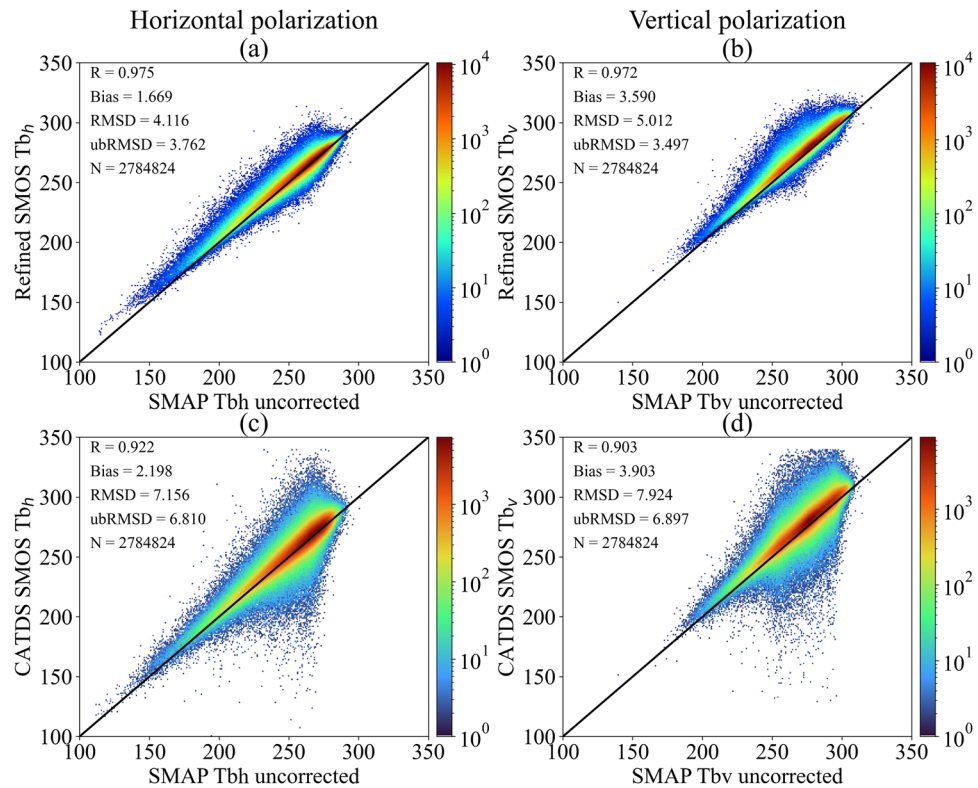 Horizontal polarization
Vertical polarization
(a)
(b)
350
300
250
200
150
100
Refined SMOS Tbh
R = 0.975
Bias = 1.669
RMSD = 4.116
ubRMSD = 3.762
N = 2784824
100 150 200 250 300 350
SMAP Tbh uncorrected
10^4
10^3
10^2
10^1
10^0
350
300
250
200
150
100
Refined SMOS Tbv
R = 0.972
Bias = 3.590
RMSD = 5.012
ubRMSD = 3.497
N = 2784824
100 150 200 250 300 350
SMAP Tbv uncorrected
10^4
10^3
10^2
10^1
10^0
(c)
(d)
350
300
250
200
150
100
CATDS SMOS Tbh
R = 0.922
Bias = 2.198
RMSD = 7.156
ubRMSD = 6.810
N = 2784824
100 150 200 250 300 350
SMAP Tbh uncorrected
10^3
10^2
10^1
10^0
350
300
250
200
150
100
CATDS SMOS Tbv
R = 0.903
Bias = 3.903
RMSD = 7.924
ubRMSD = 6.897
N = 2784824
100 150 200 250 300 350
SMAP Tbv uncorrected
10^3
10^2
10^1
10^0